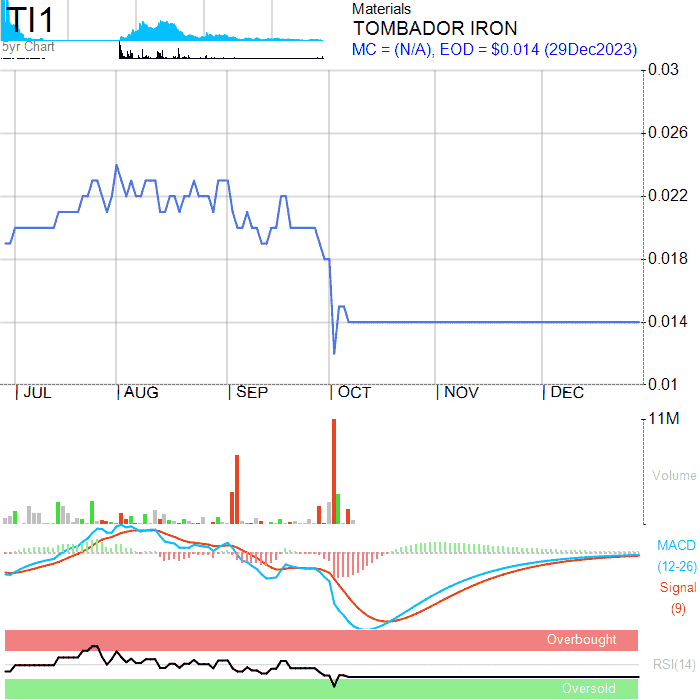 TI1
5yr Chart
Materials
TOMBADOR IRON
MC = (N/A), EOD = $0.014 (29Dec2023)
0.03
0.026
0.022
0.018
0.014
0.01
JUL AUG SEP OCT NOV DEC
11M
Volume
MACD
(12-26)
Signal
(9)
Overbought
RSI(14)
Oversold